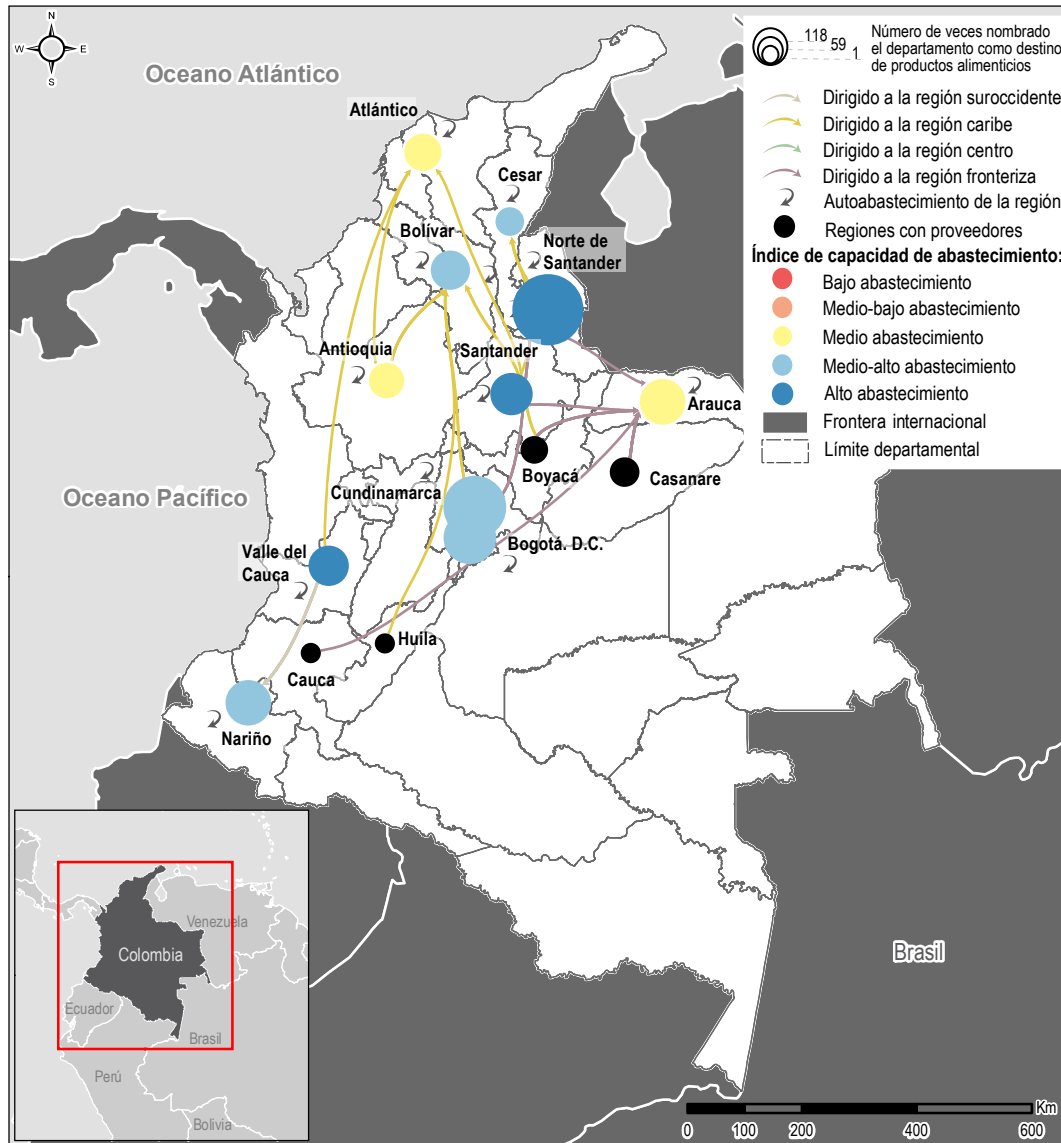 N
W
E
S
Oceano Atlántico
Atlántico
Cesar
Bolívar
Norte de
Santander
Antioquia
Santander
Arauca
Boyacá
Casanare
Oceano Pacífico
Cundinamarca
Bogotá. D.C.
Valle del
Cauca
Huila
Cauca
Nariño
Brasil
118
59
1
Número de veces nombrado
el departamento como destino
de productos alimenticios
Dirigido a la región suroccidente
Dirigido a la región caribe
Dirigido a la región centro
Dirigido a la región fronteriza
Autoabastecimiento de la región
Regiones con proveedores
Índice de capacidad de abastecimiento:
Bajo abastecimiento
Medio-bajo abastecimiento
Medio abastecimiento
Medio-alto abastecimiento
Alto abastecimiento
Frontera internacional
Límite departamental
Venezuela
Colombia
Ecuador
Brasil
Perú
Bolivia
Km
0 100 200 400 600